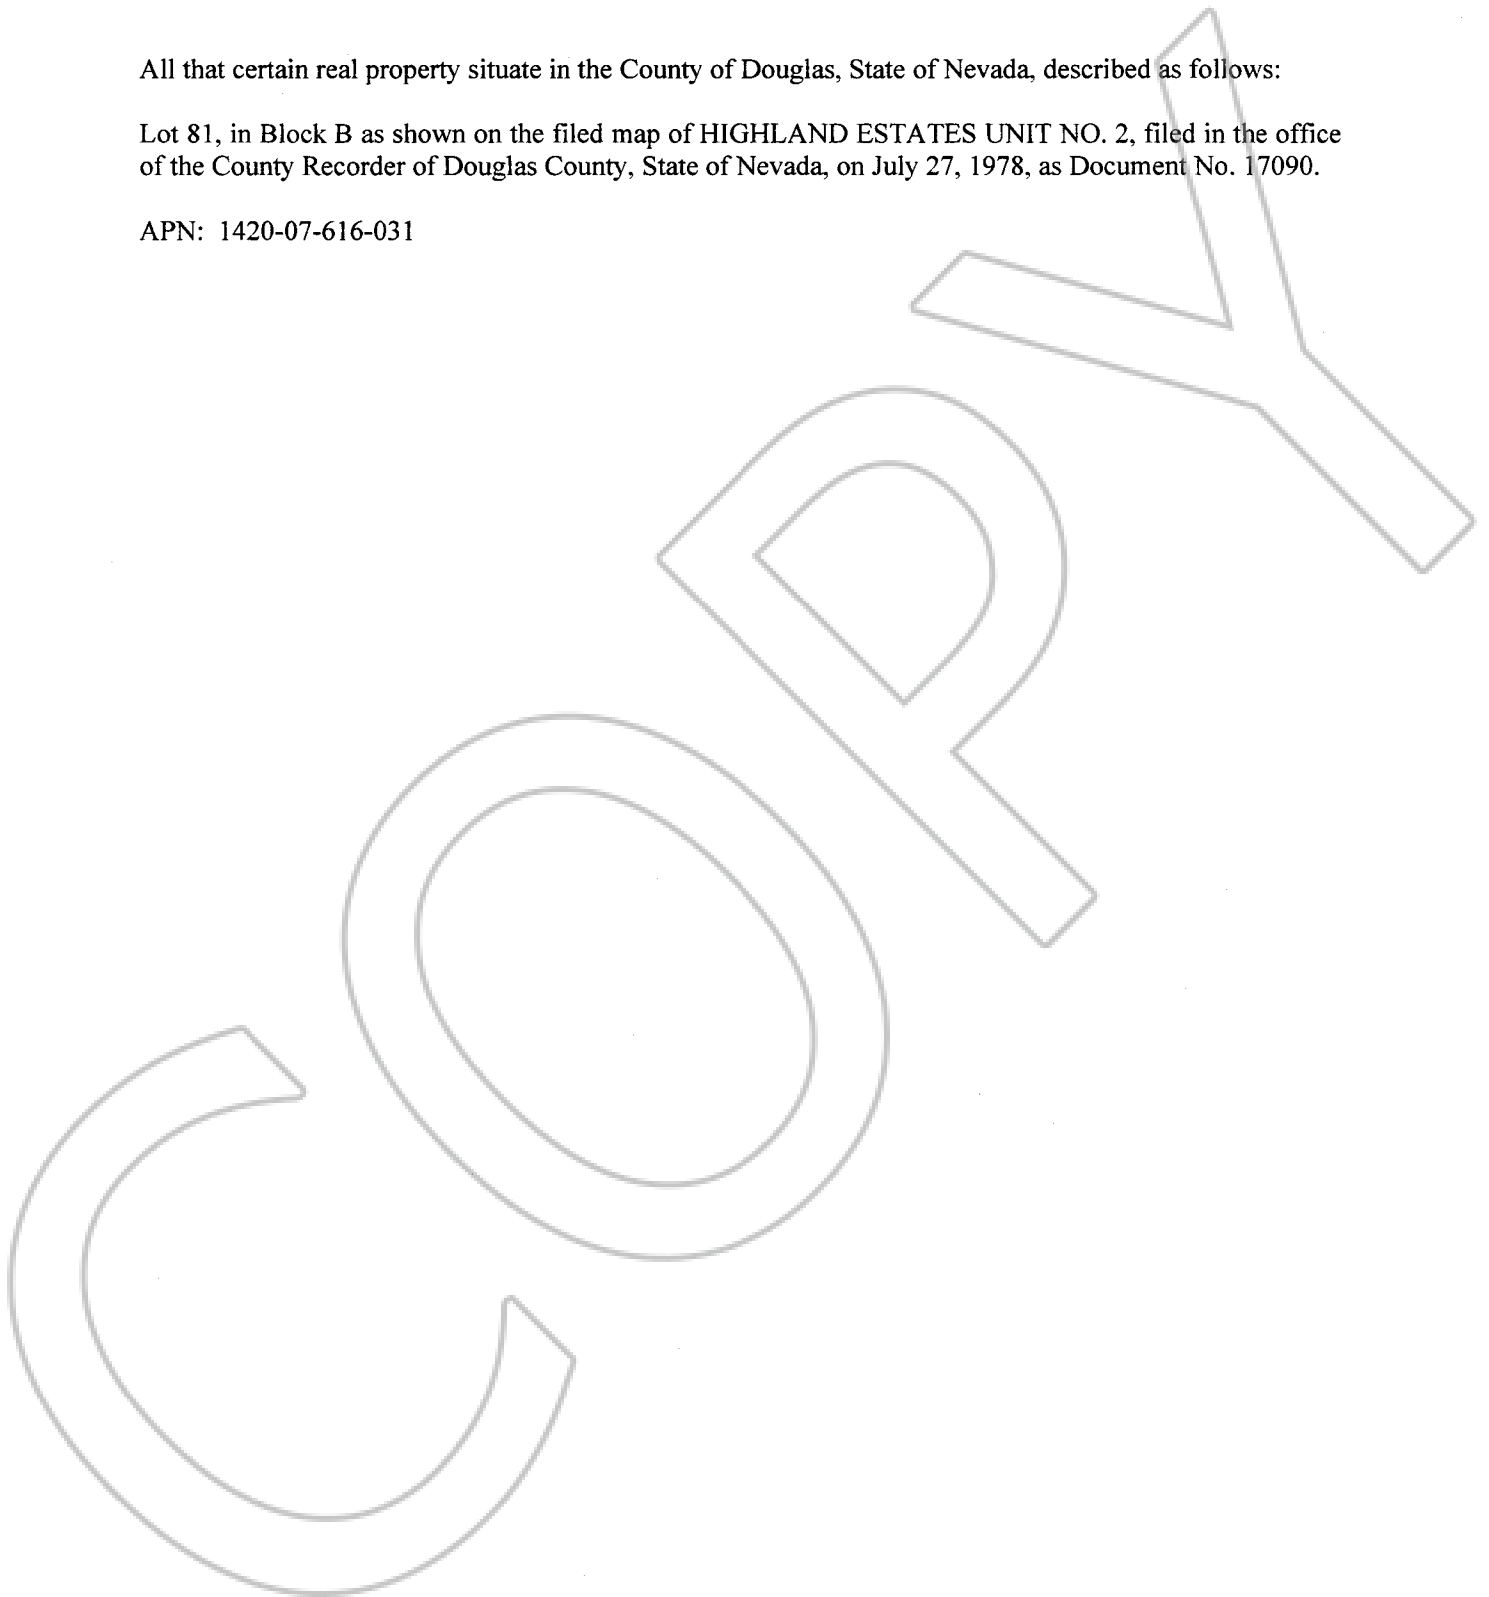 All that certain real property situate in the County of Douglas, State of Nevada, described as follows:
Lot 81, in Block B as shown on the filed map of HIGHLAND ESTATES UNIT NO. 2, filed in the office
of the County Recorder of Douglas County, State of Nevada, on July 27, 1978, as Document No. 17090.
APN: 1420-07-616-031
COPY